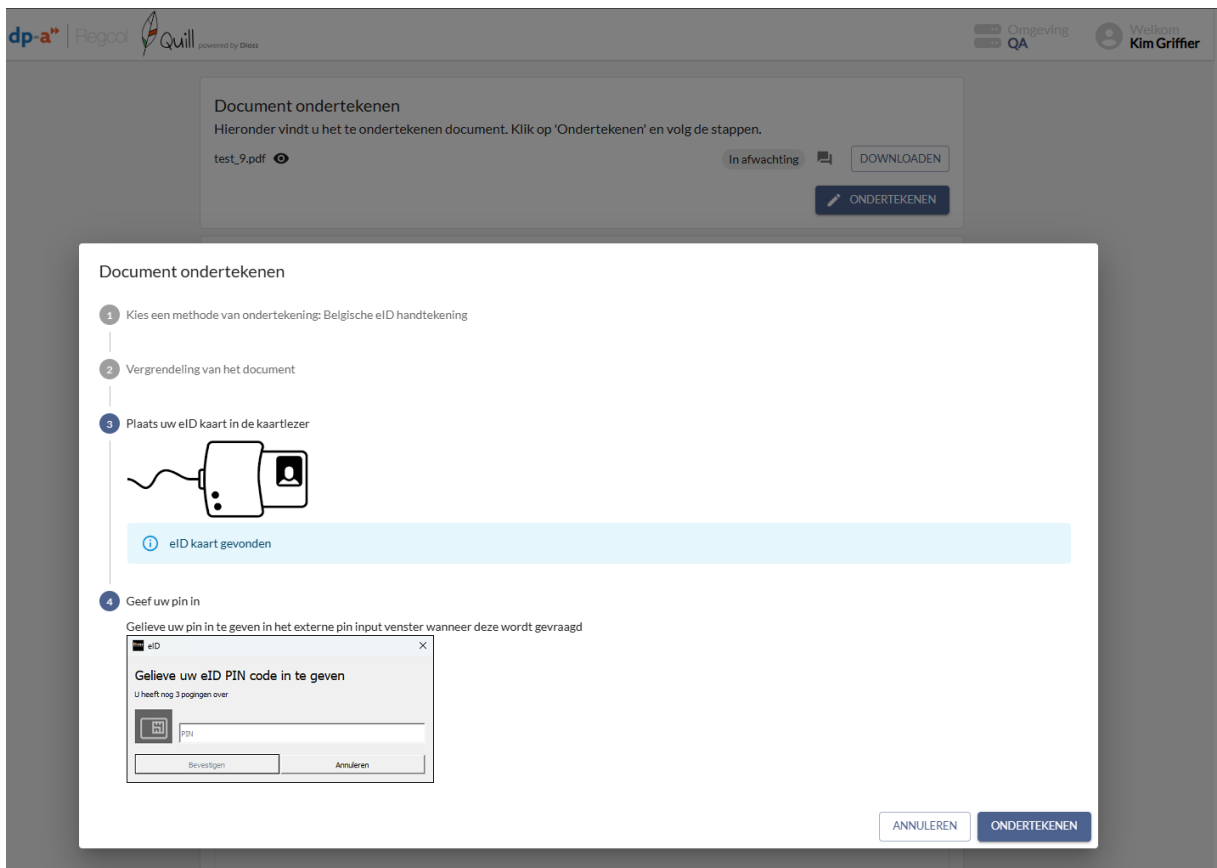 dp-a Regcol Quill powered by Dioss
Omgeving
QA
Welkom
Kim Griffier
Document ondertekenen
Hieronder vindt u het te ondertekenen document. Klik op 'Ondertekenen' en volg de stappen.
test_9.pdf
In afwachting
DOWNLOADEN
ONDERTEKENEN
Document ondertekenen
1 Kies een methode van ondertekening: Belgische eID handtekening
2 Vergrendeling van het document
3 Plaats uw eID kaart in de kaartlezer
eID kaart gevonden
4 Geef uw pin in
Gelieve uw pin in te geven in het externe pin input venster wanneer deze wordt gevraagd
eID
Gelieve uw eID PIN code in te geven
U heeft nog 3 pogingen over
PIN
Bevestigen Annuleren
ANNULEREN ONDERTEKENEN